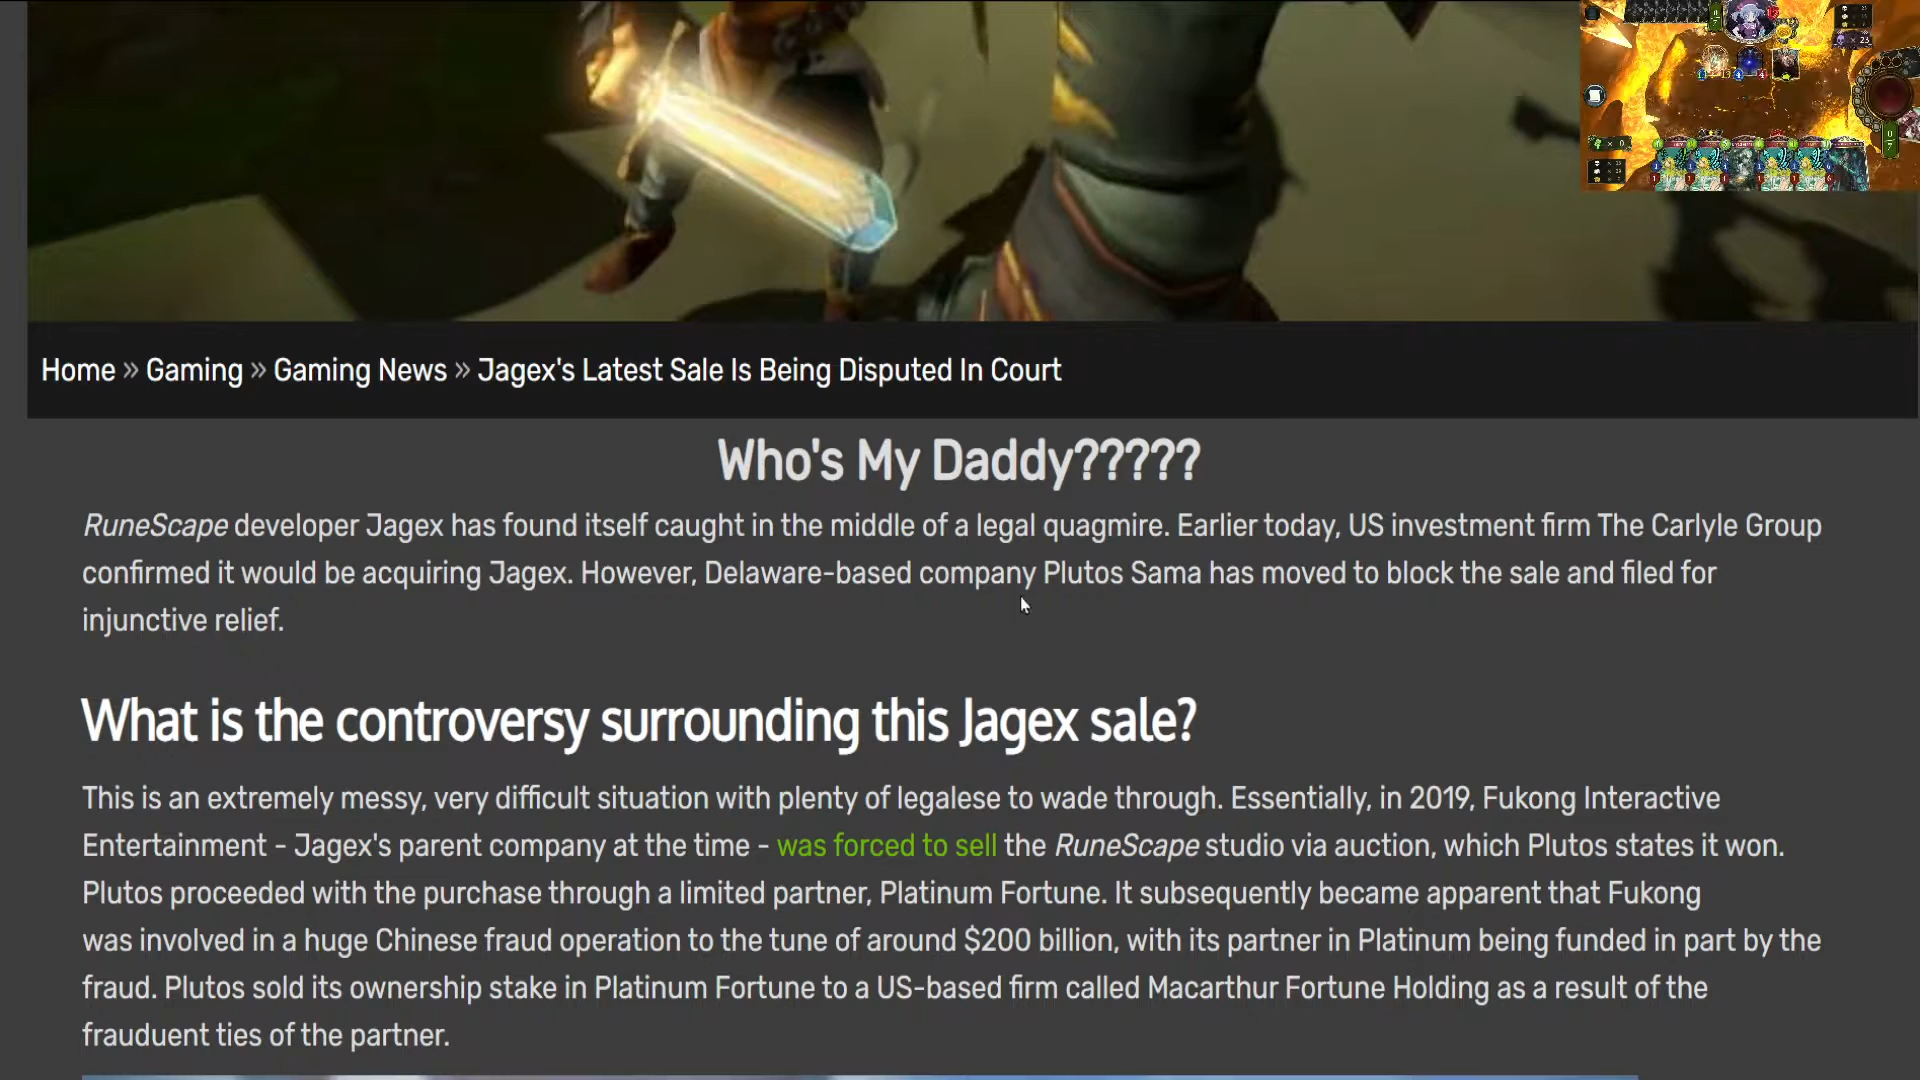 Home » Gaming » Gaming News » Jagex's Latest Sale Is Being Disputed In Court
Who's My Daddy?????
RuneScape developer Jagex has found itself caught in the middle of a legal quagmire. Earlier today, US investment firm The Carlyle Group
confirmed it would be acquiring Jagex. However, Delaware-based company Plutos Sama has moved to block the sale and filed for
injunctive relief.
What is the controversy surrounding this Jagex sale?
This is an extremely messy, very difficult situation with plenty of legalese to wade through. Essentially, in 2019, Fukong Interactive
Entertainment - Jagex's parent company at the time - was forced to sell the RuneScape studio via auction, which Plutos states it won.
Plutos proceeded with the purchase through a limited partner, Platinum Fortune. It subsequently became apparent that Fukong
was involved in a huge Chinese fraud operation to the tune of around $200 billion, with its partner in Platinum being funded in part by the
fraud. Plutos sold its ownership stake in Platinum Fortune to a US-based firm called Macarthur Fortune Holding as a result of the
frauduent ties of the partner.